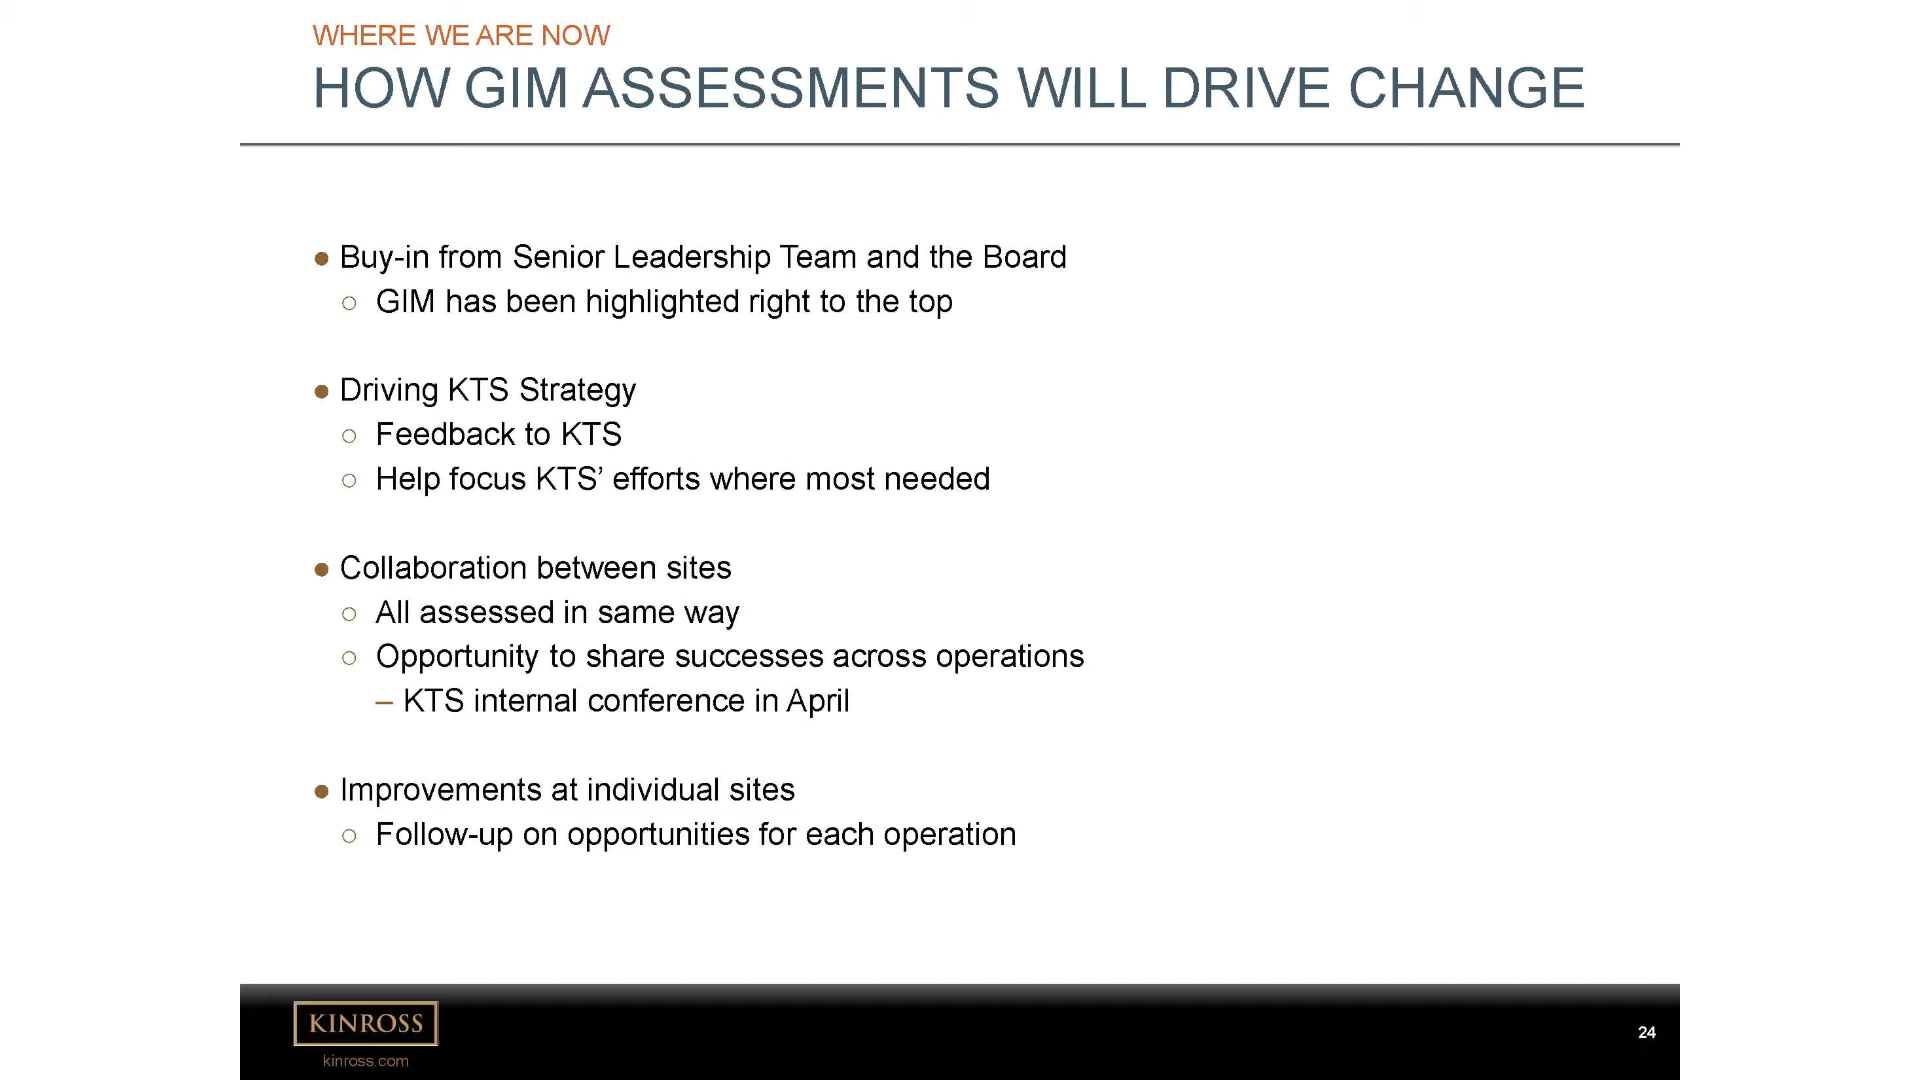 WHERE WE ARE NOW
HOW GIM ASSESSMENTS WILL DRIVE CHANGE
● Buy-in from Senior Leadership Team and the Board
○ GIM has been highlighted right to the top
● Driving KTS Strategy
○ Feedback to KTS
○ Help focus KTS’ efforts where most needed
● Collaboration between sites
○ All assessed in same way
○ Opportunity to share successes across operations
– KTS internal conference in April
● Improvements at individual sites
○ Follow-up on opportunities for each operation
KINROSS
kinross.com
24